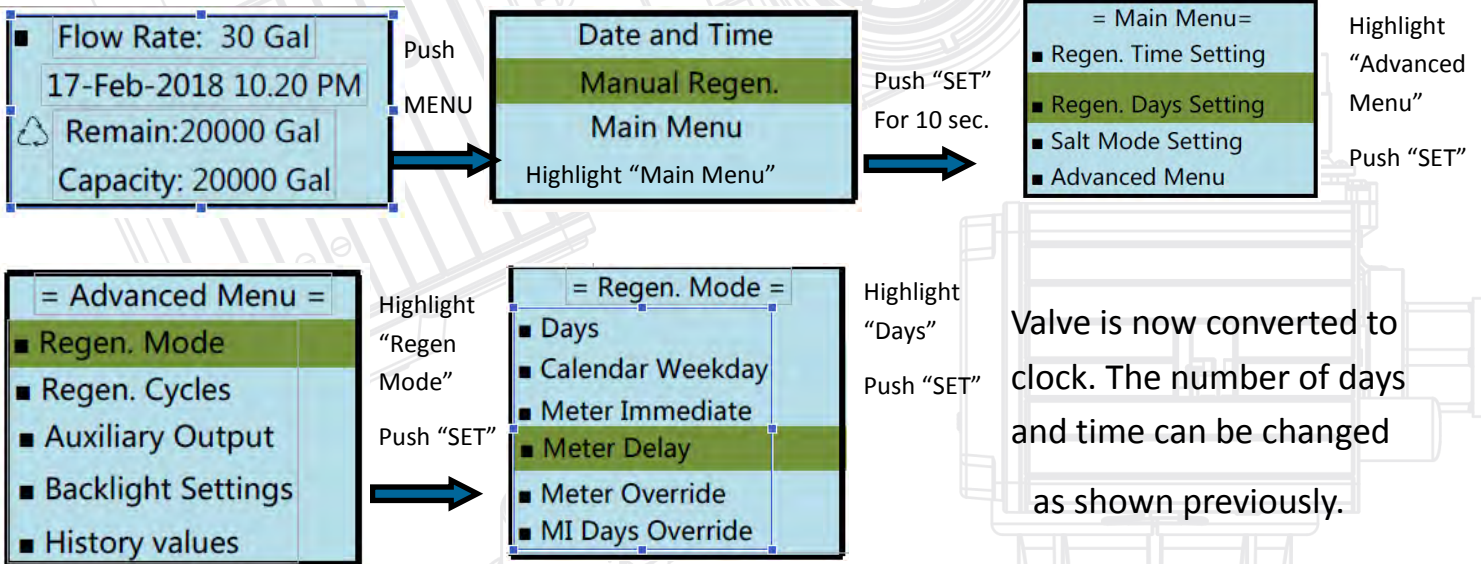 ■ Flow Rate: 30 Gal
17-Feb-2018 10.20 PM
Remain:20000 Gal
Capacity: 20000 Gal
Push
MENU
Date and Time
Manual Regen.
Main Menu
Highlight “Main Menu”
Push “SET”
For 10 sec.
= Main Menu=
■ Regen. Time Setting
■ Regen. Days Setting
■ Salt Mode Setting
■ Advanced Menu
Highlight
“Advanced
Menu”
Push “SET”
= Advanced Menu =
■ Regen. Mode
■ Regen. Cycles
■ Auxiliary Output
■ Backlight Settings
■ History values
Highlight
“Regen
Mode”
Push “SET”
= Regen. Mode =
■ Days
■ Calendar Weekday
■ Meter Immediate
■ Meter Delay
■ Meter Override
■ MI Days Override
Highlight
“Days”
Push “SET”
Valve is now converted to
clock. The number of days
and time can be changed
as shown previously.